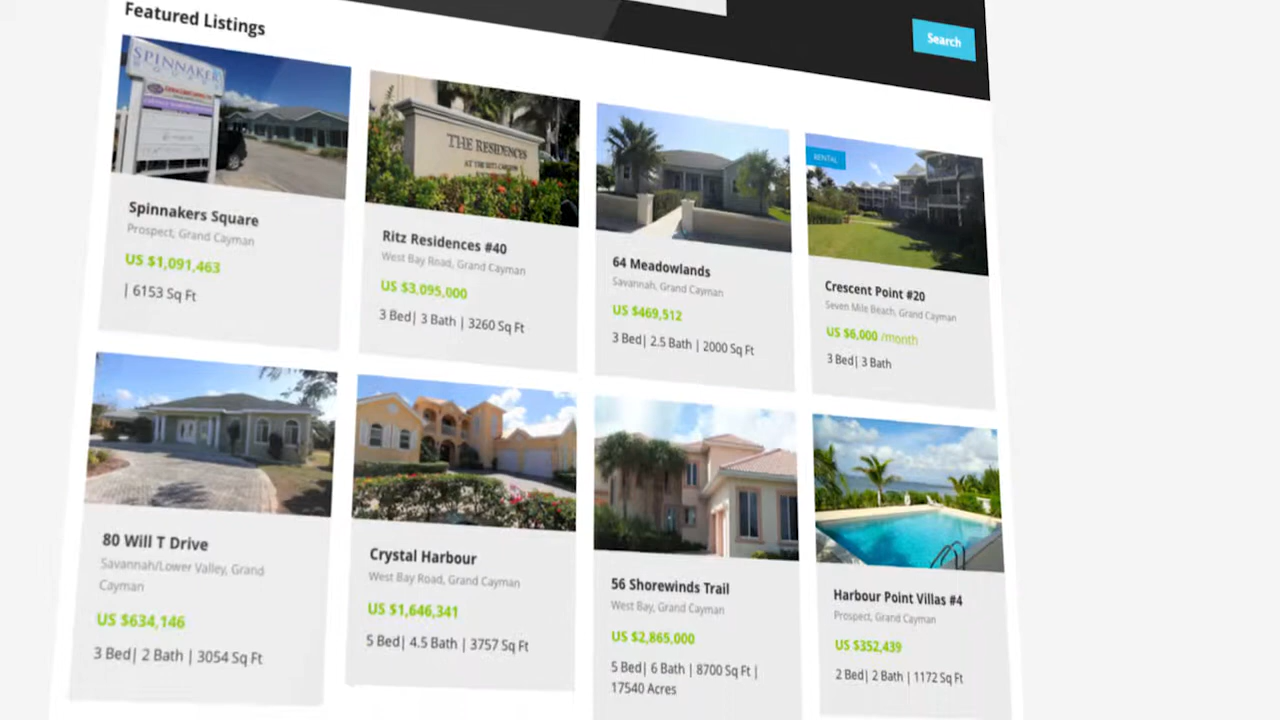 Featured Listings
Search
SPINNAKER
THE RESIDENCES
AT THE RITZ-CARLTON
RENTAL
Spinnakers Square
Prospect, Grand Cayman
US $1,091,463
| 6153 Sq Ft
Ritz Residences #40
West Bay Road, Grand Cayman
US $3,095,000
3 Bed| 3 Bath | 3260 Sq Ft
64 Meadowlands
Savannah, Grand Cayman
US $469,512
3 Bed| 2.5 Bath | 2000 Sq Ft
Crescent Point #20
Seven Mile Beach, Grand Cayman
US $6,000 /month
3 Bed| 3 Bath
80 Will T Drive
Savannah/Lower Valley, Grand
Cayman
US $634,146
3 Bed| 2 Bath | 3054 Sq Ft
Crystal Harbour
West Bay Road, Grand Cayman
US $1,646,341
5 Bed| 4.5 Bath | 3757 Sq Ft
56 Shorewinds Trail
West Bay, Grand Cayman
US $2,865,000
5 Bed| 6 Bath | 8700 Sq Ft |
17540 Acres
Harbour Point Villas #4
Prospect, Grand Cayman
US $352,439
2 Bed| 2 Bath | 1172 Sq Ft